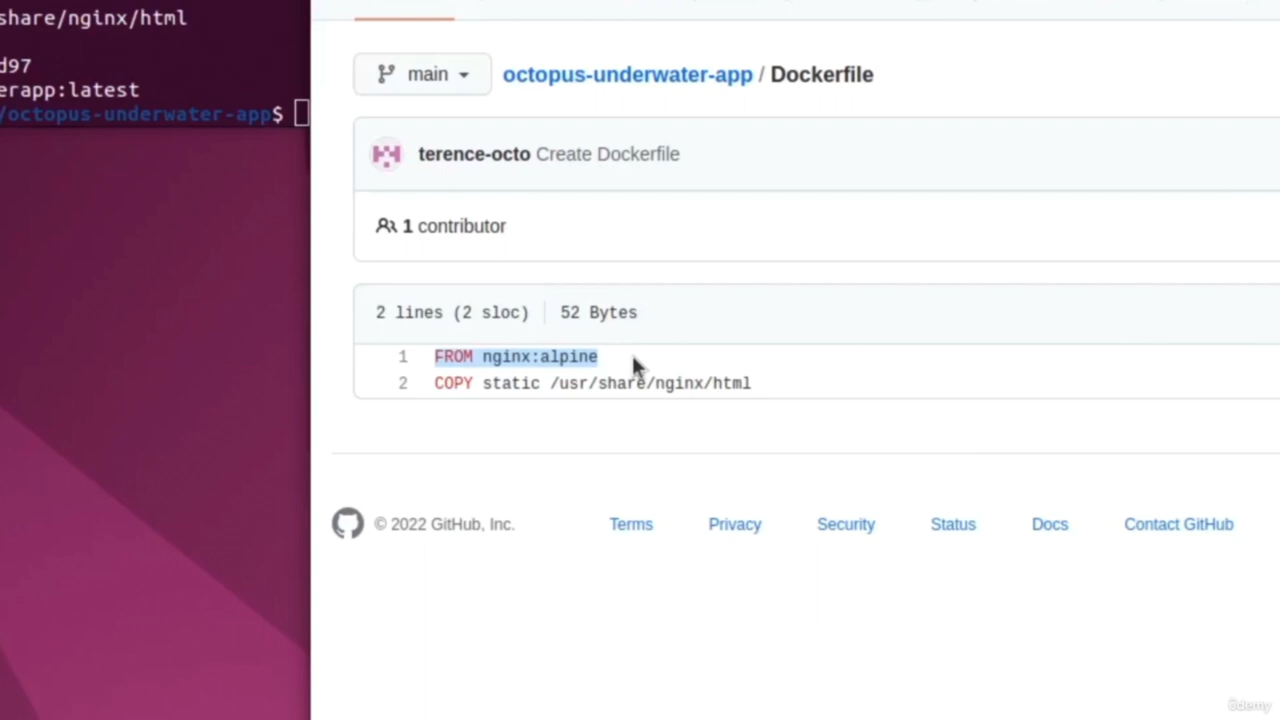 share/nginx/html
d97
erapp:latest
/octopus-underwater-app$
main
octopus-underwater-app / Dockerfile
terence-octo Create Dockerfile
1 contributor
2 lines (2 sloc) 52 Bytes
1 FROM nginx:alpine
2 COPY static /usr/share/nginx/html
© 2022 GitHub, Inc. Terms Privacy Security Status Docs Contact GitHub
ûdemy